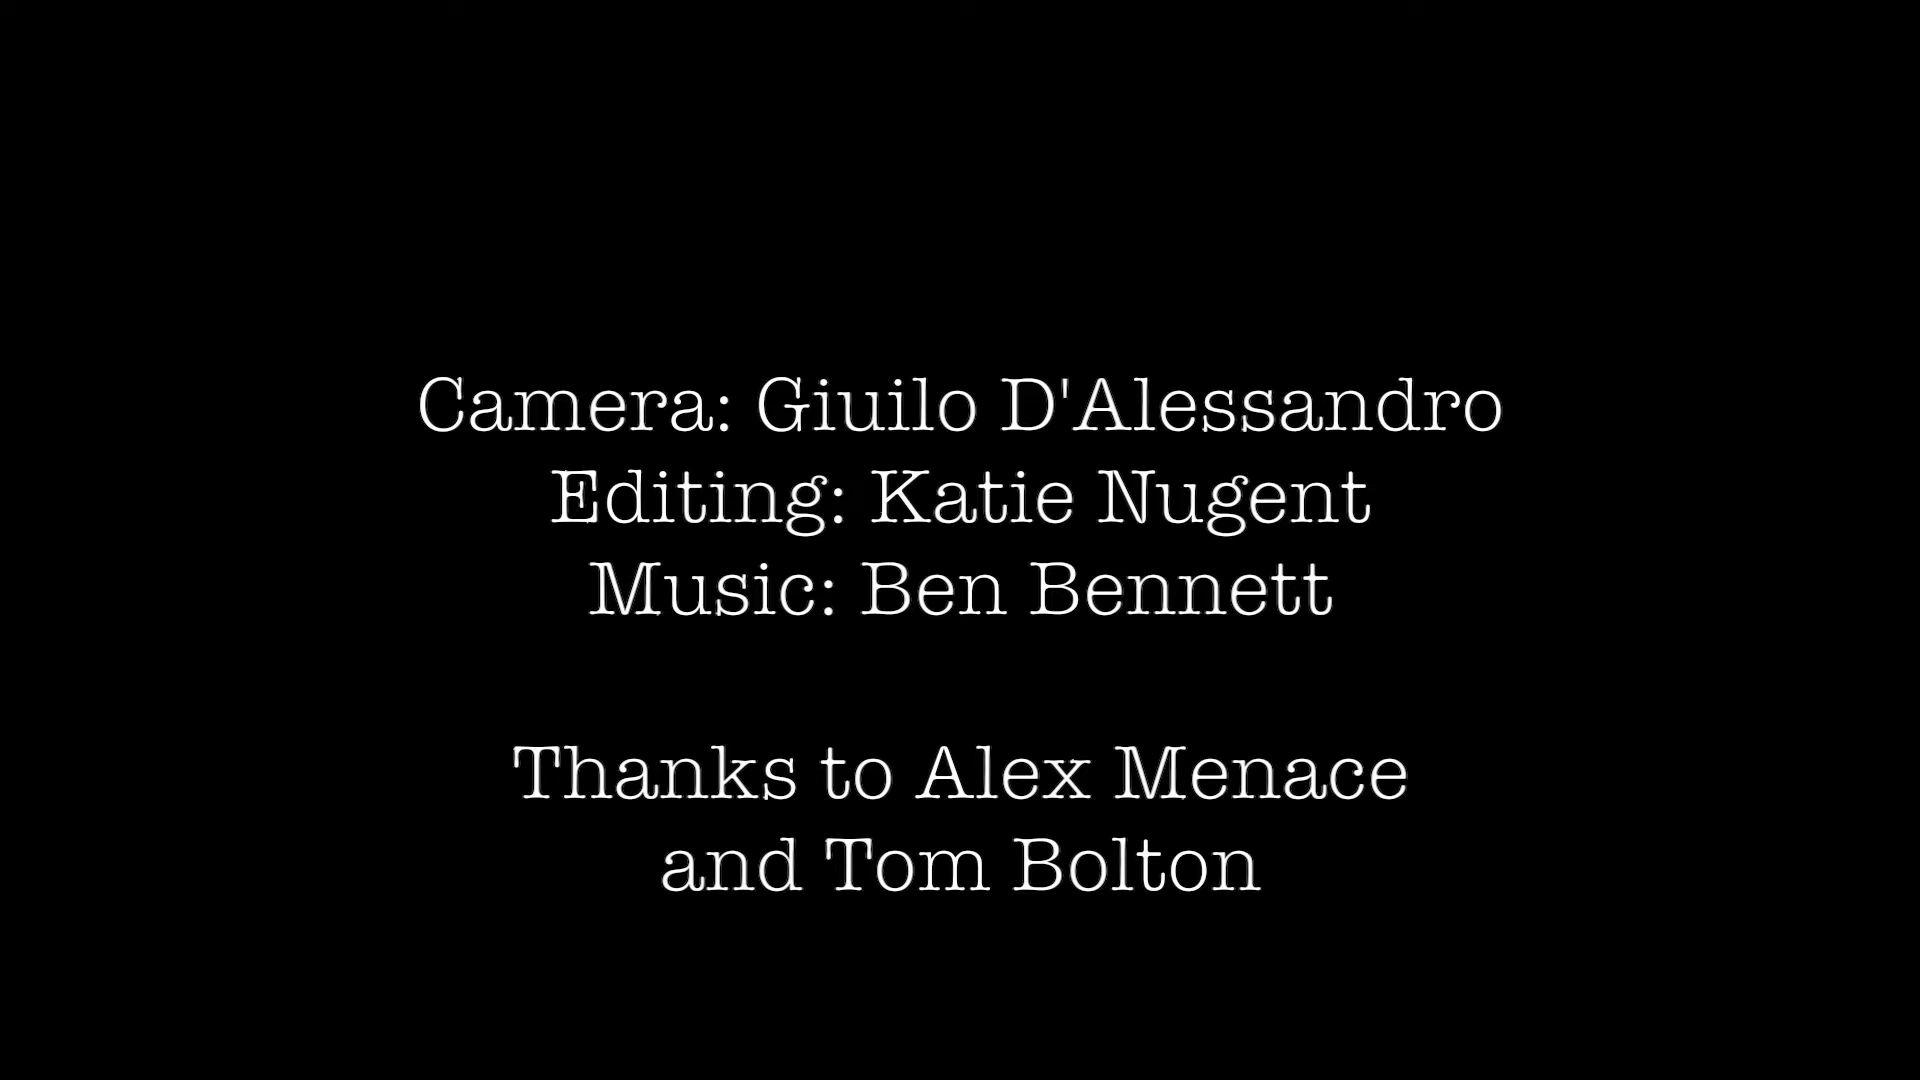 Camera: Giuilo D'Alessandro
Editing: Katie Nugent
Music: Ben Bennett
Thanks to Alex Menace
and Tom Bolton